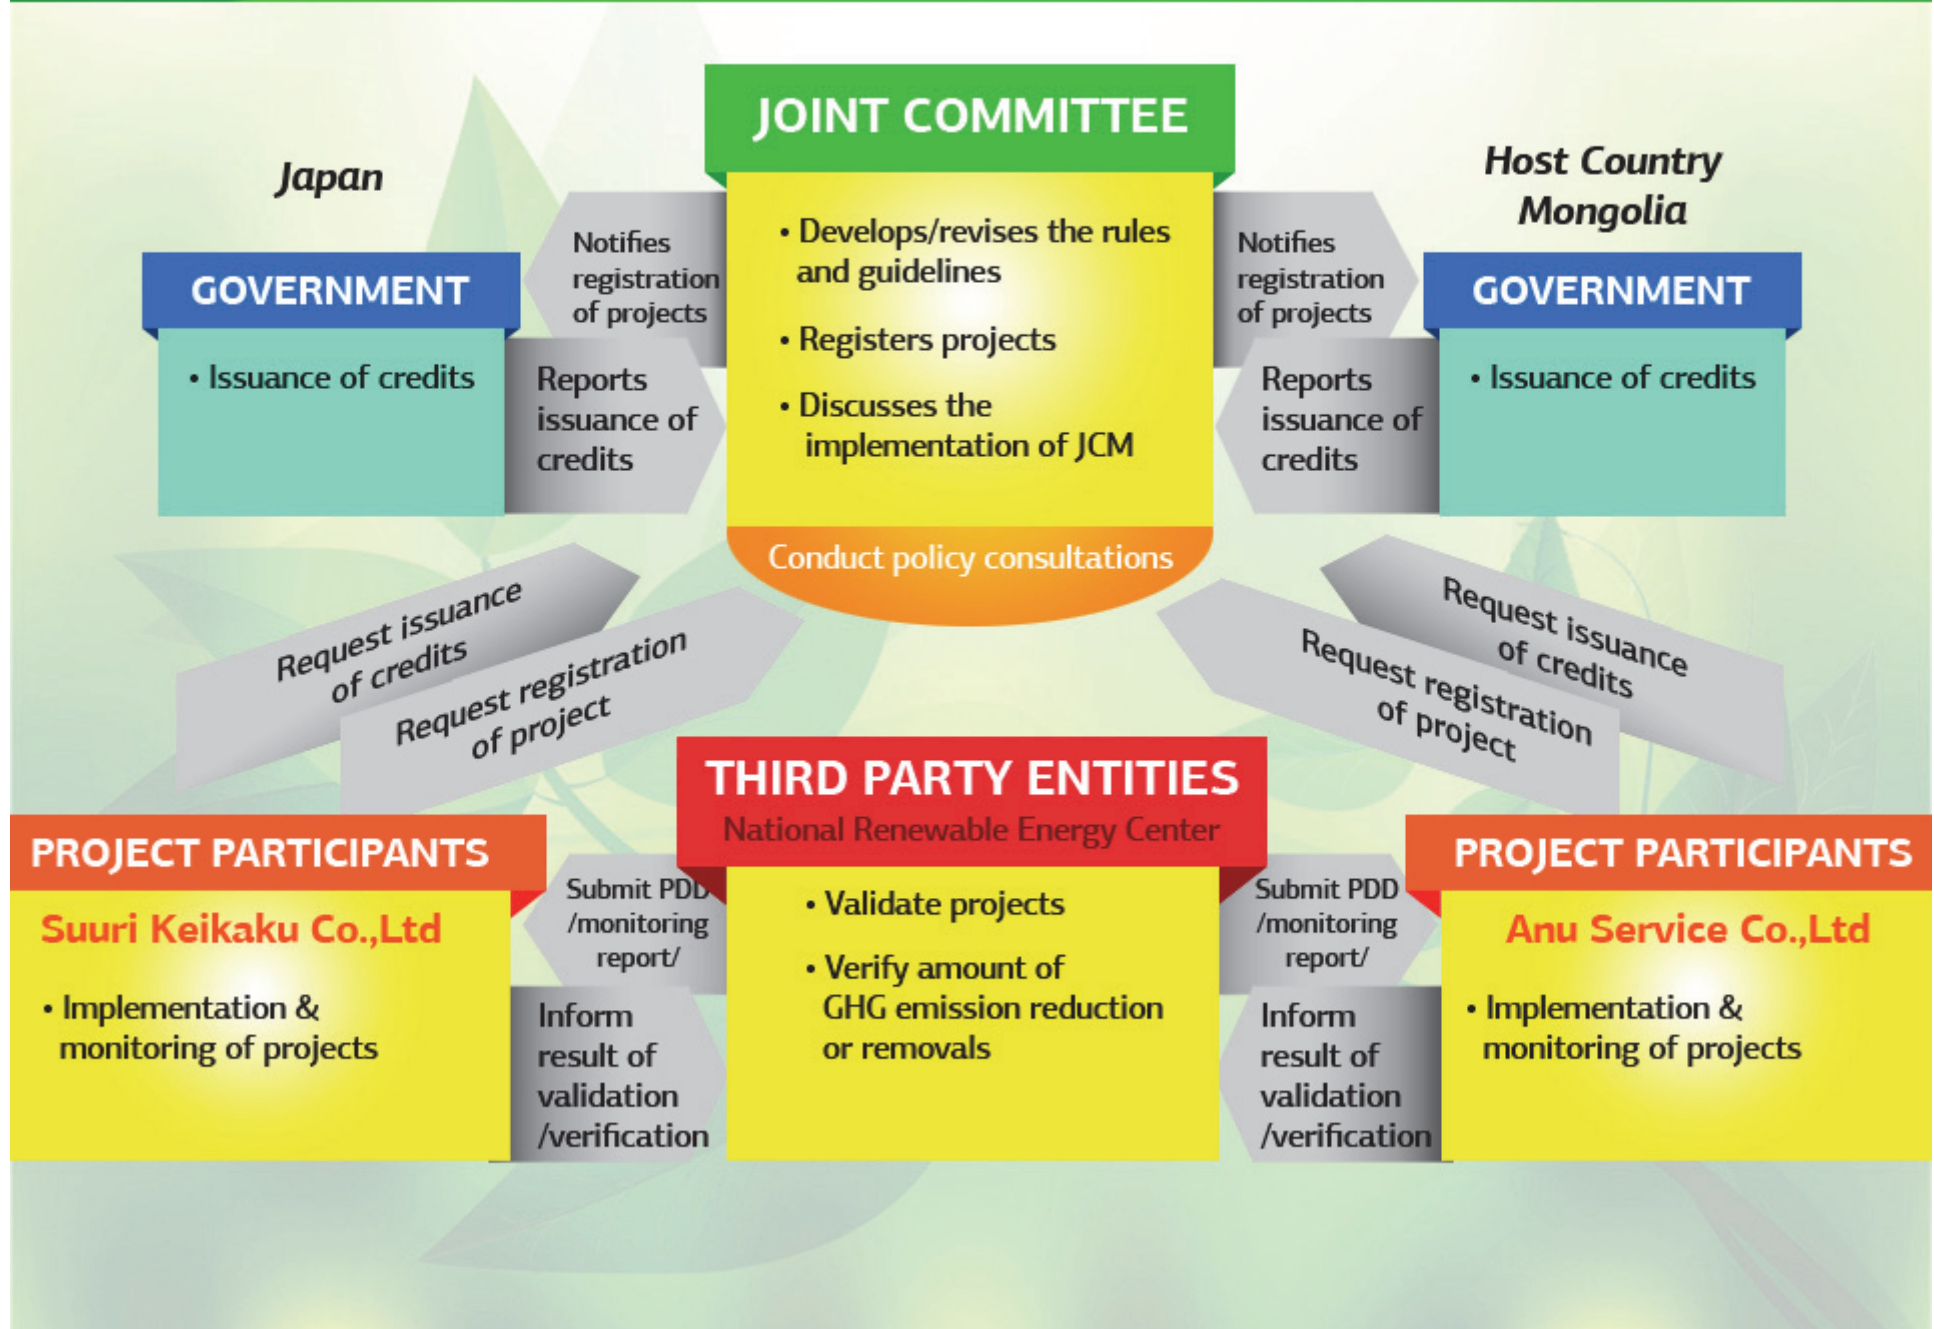 JOINT COMMITTEE
• Develops/revises the rules
and guidelines
• Registers projects
• Discusses the
implementation of JCM
Conduct policy consultations
Japan
GOVERNMENT
• Issuance of credits
Notifies
registration
of projects
Reports
issuance of
credits
Host Country
Mongolia
Notifies
registration
of projects
GOVERNMENT
• Issuance of credits
Reports
issuance of
credits
Request issuance
of credits
Request registration
of project
Request issuance
of credits
Request registration
of project
PROJECT PARTICIPANTS
Suuri Keikaku Co.,Ltd
• Implementation &
monitoring of projects
Submit PDD
/monitoring
report/
Inform
result of
validation
/verification
THIRD PARTY ENTITIES
National Renewable Energy Center
• Validate projects
• Verify amount of
GHG emission reduction
or removals
Submit PDD
/monitoring
report/
Inform
result of
validation
/verification
PROJECT PARTICIPANTS
Anu Service Co.,Ltd
• Implementation &
monitoring of projects